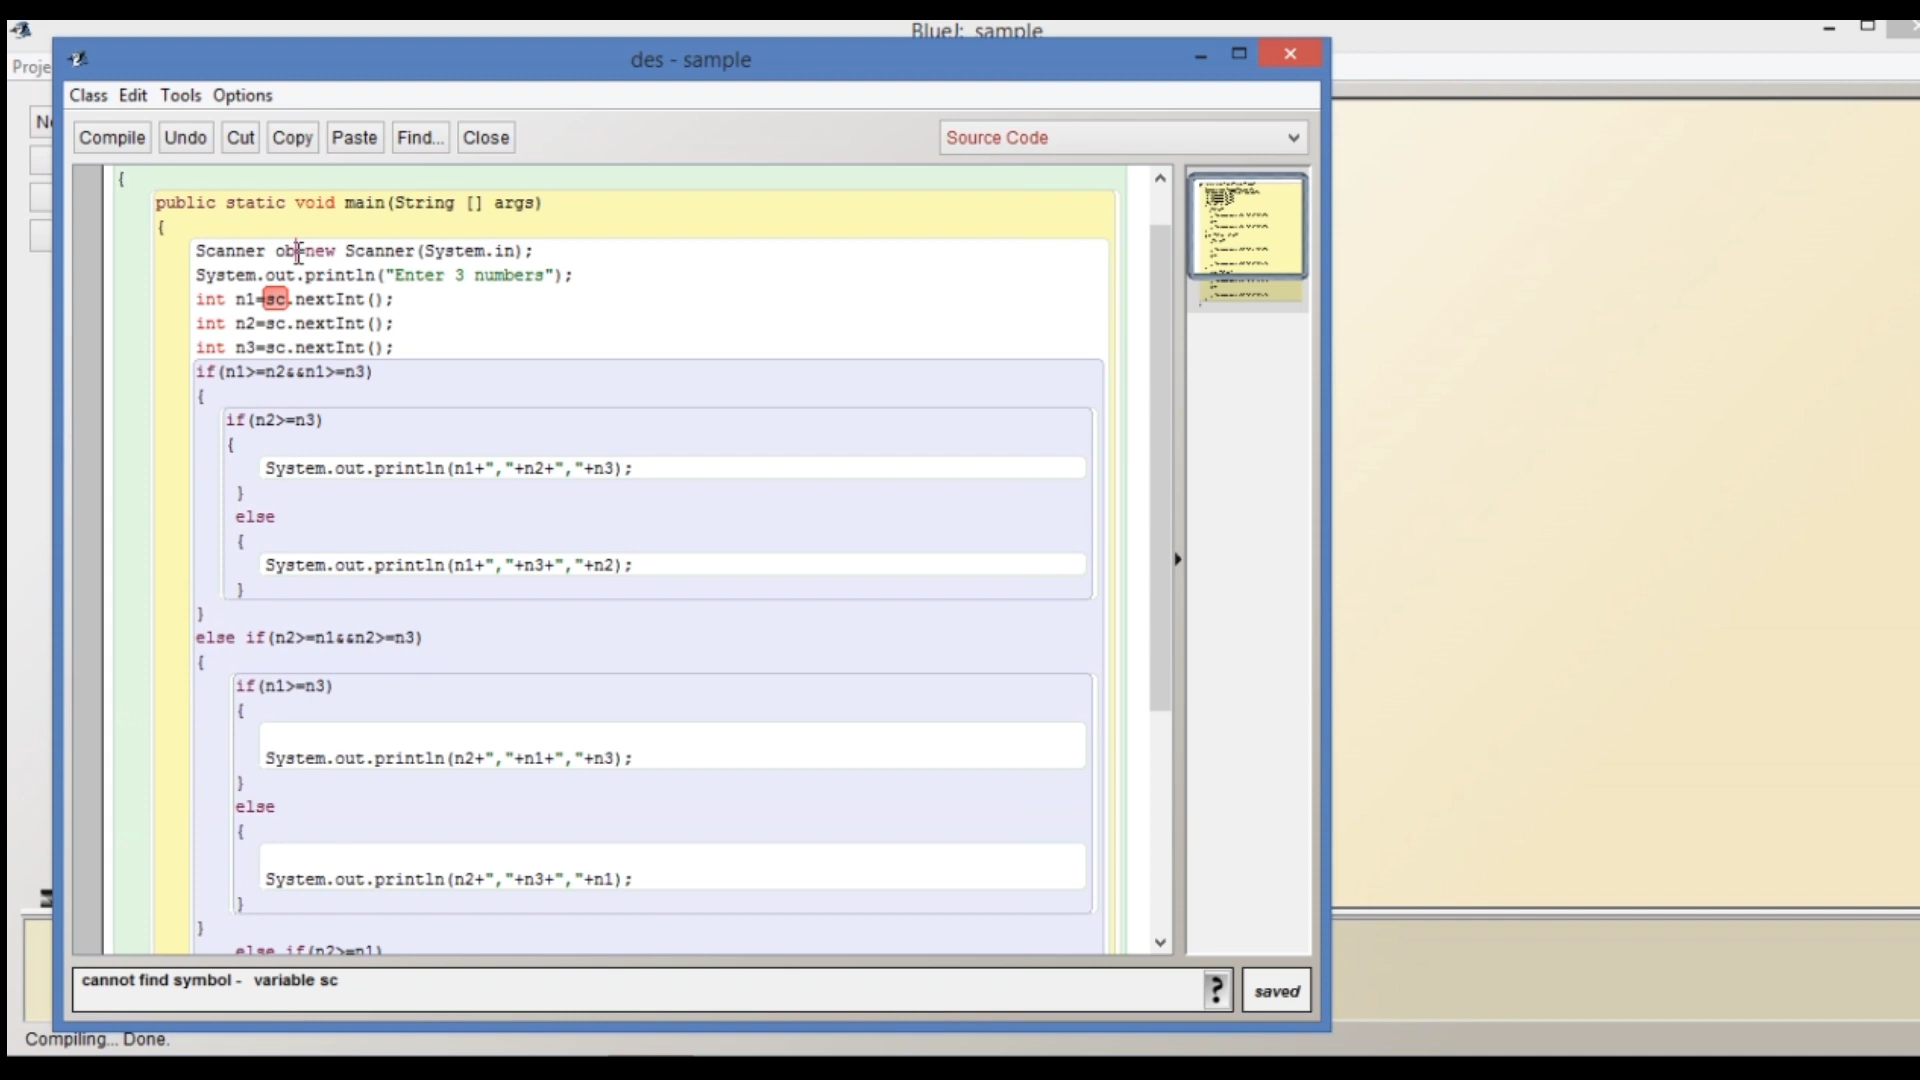 BlueJ: sample
Proje
des - sample
Class Edit Tools Options
Compile Undo Cut Copy Paste Find... Close
Source Code
{
public static void main(String [] args)
{
Scanner ob=new Scanner(System.in);
System.out.println("Enter 3 numbers");
int n1=sc.nextInt();
int n2=sc.nextInt();
int n3=sc.nextInt();
if(n1>=n2&&n1>=n3)
{
if(n2>=n3)
{
System.out.println(n1+","+n2+","+n3);
}
else
{
System.out.println(n1+","+n3+","+n2);
}
}
else if(n2>=n1&&n2>=n3)
{
if(n1>=n3)
{
System.out.println(n2+","+n1+","+n3);
}
else
{
System.out.println(n2+","+n3+","+n1);
}
}
else if(n2>=n1)
cannot find symbol - variable sc
?
saved
Compiling... Done.